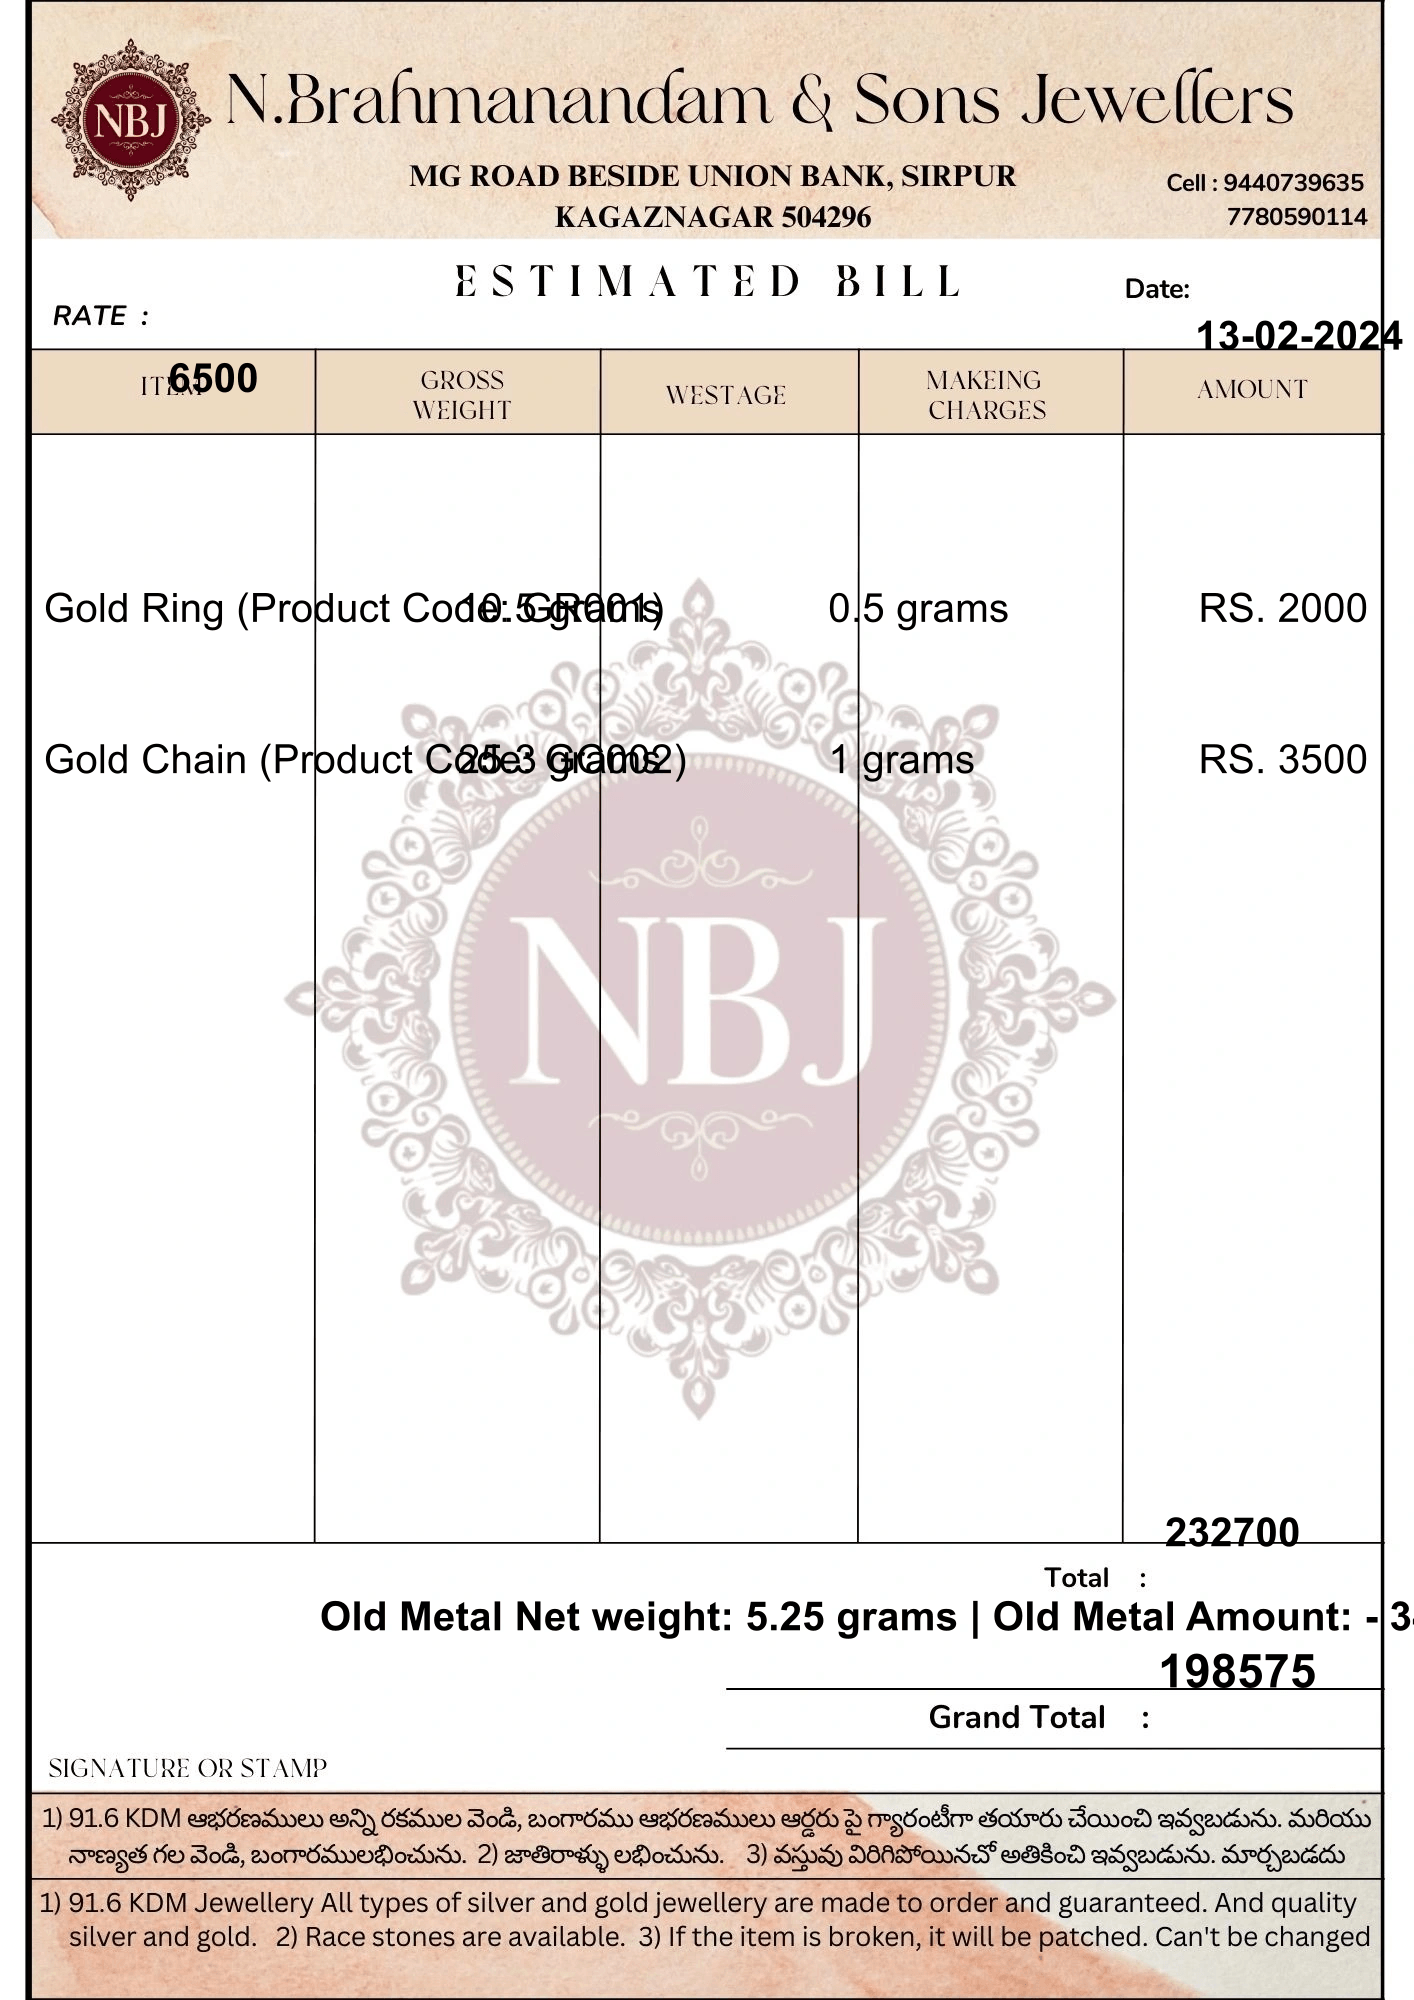 NBJ
N.Brahmanandam & Sons Jewellers
MG ROAD BESIDE UNION BANK, SIRPUR
KAGAZNAGAR 504296
Cell : 9440739635
7780590114
ESTIMATED BILL
Date:
RATE :
13-02-2024
ITEM
6500
GROSS
WEIGHT
WESTAGE
MAKEING
CHARGES
AMOUNT
Gold Ring (Product Code: GR001) 10.5 grams 0.5 grams RS. 2000
Gold Chain (Product Code: GC002) 25.3 grams 1 grams RS. 3500
NBJ
232700
Total :
Old Metal Net weight: 5.25 grams | Old Metal Amount: -
198575
Grand Total :
SIGNATURE OR STAMP
1) 91.6 KDM ఆభరణములు అన్ని రకముల వెండి, బంగారము ఆభరణములు ఆర్డరు పై గ్యారంటీగా తయారు చేయించి ఇవ్వబడును. మరియు
నాణ్యత గల వెండి, బంగారములభించును. 2) జాతిరాళ్ళు లభించును. 3) వస్తువు విరిగిపోయినచో అతికించి ఇవ్వబడును. మార్చబడదు
1) 91.6 KDM Jewellery All types of silver and gold jewellery are made to order and guaranteed. And quality
silver and gold. 2) Race stones are available. 3) If the item is broken, it will be patched. Can't be changed